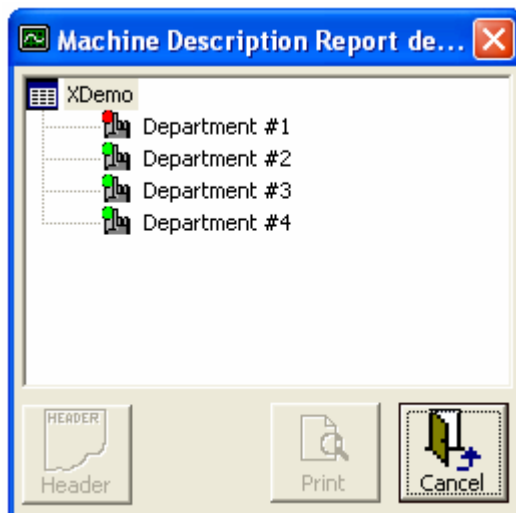 Machine Description Report de...
XDemo
Department #1
Department #2
Department #3
Department #4
HEADER
Header
Print
Cancel